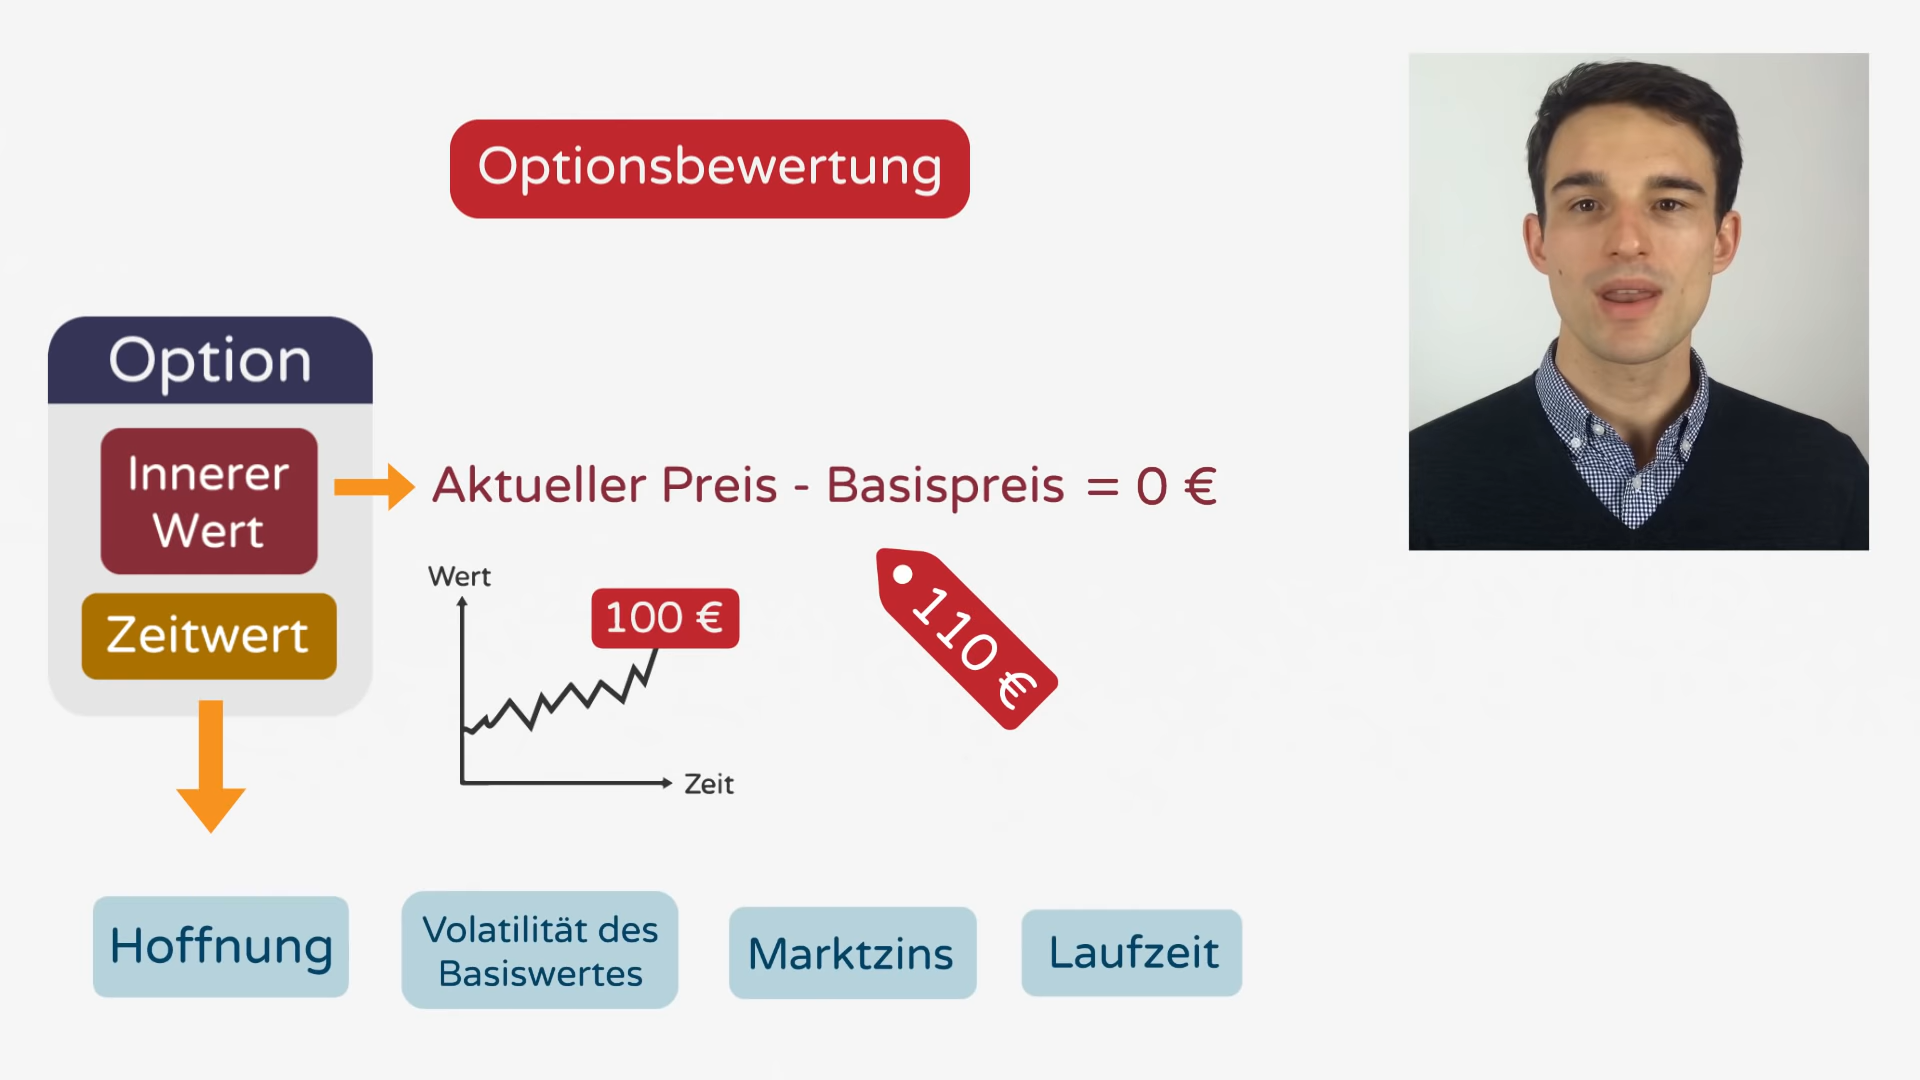 Optionsbewertung
Option
Innerer
Wert
Aktueller Preis - Basispreis = 0 €
Zeitwert
Wert
100 €
110 €
Zeit
Hoffnung
Volatilität des
Basiswertes
Marktzins
Laufzeit